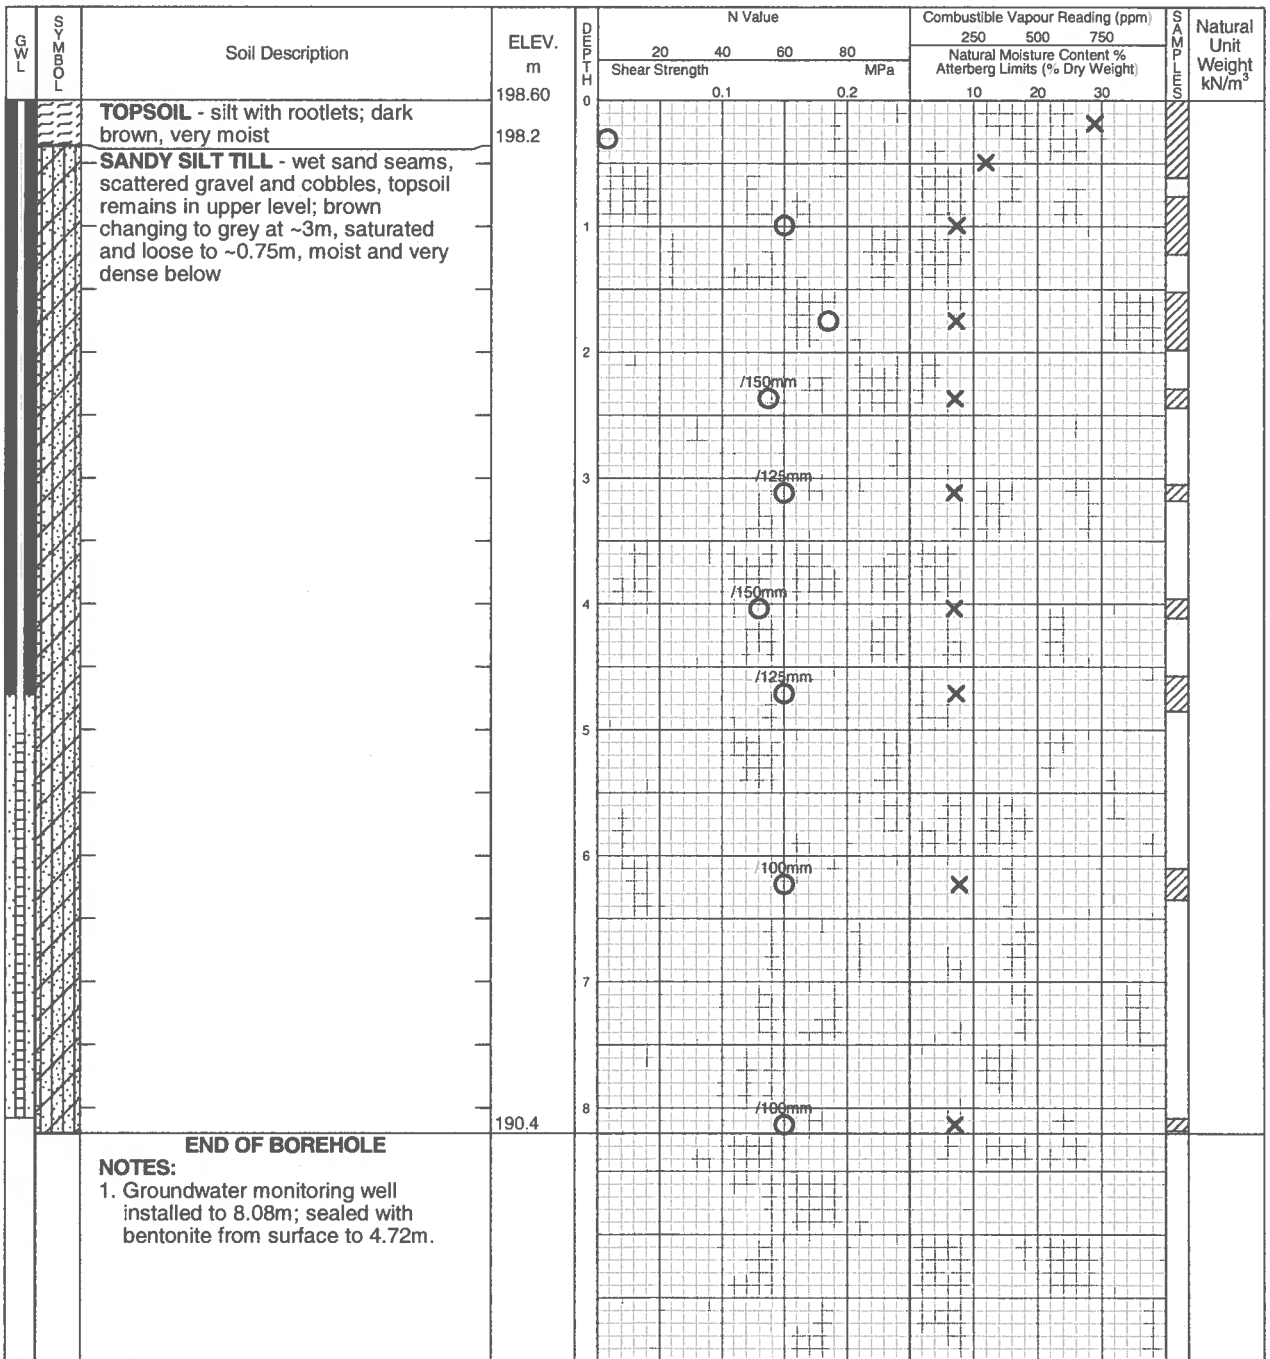 GWL
SYMBOL
Soil Description
ELEV.
m
DEPTH
N Value
20 40 60 80
Shear Strength MPa
0.1 0.2
Combustible Vapour Reading (ppm)
250 500 750
Natural Moisture Content %
Atterberg Limits (% Dry Weight)
10 20 30
SAMPLES
Natural
Unit
Weight
kN/m³
198.60
0
TOPSOIL - silt with rootlets; dark
brown, very moist
198.2
SANDY SILT TILL - wet sand seams,
scattered gravel and cobbles, topsoil
remains in upper level; brown
changing to grey at ~3m, saturated
and loose to ~0.75m, moist and very
dense below
1
2
/150mm
/125mm
3
/150mm
4
/125mm
5
6
/100mm
7
8
/100mm
190.4
END OF BOREHOLE
NOTES:
1. Groundwater monitoring well
installed to 8.08m; sealed with
bentonite from surface to 4.72m.